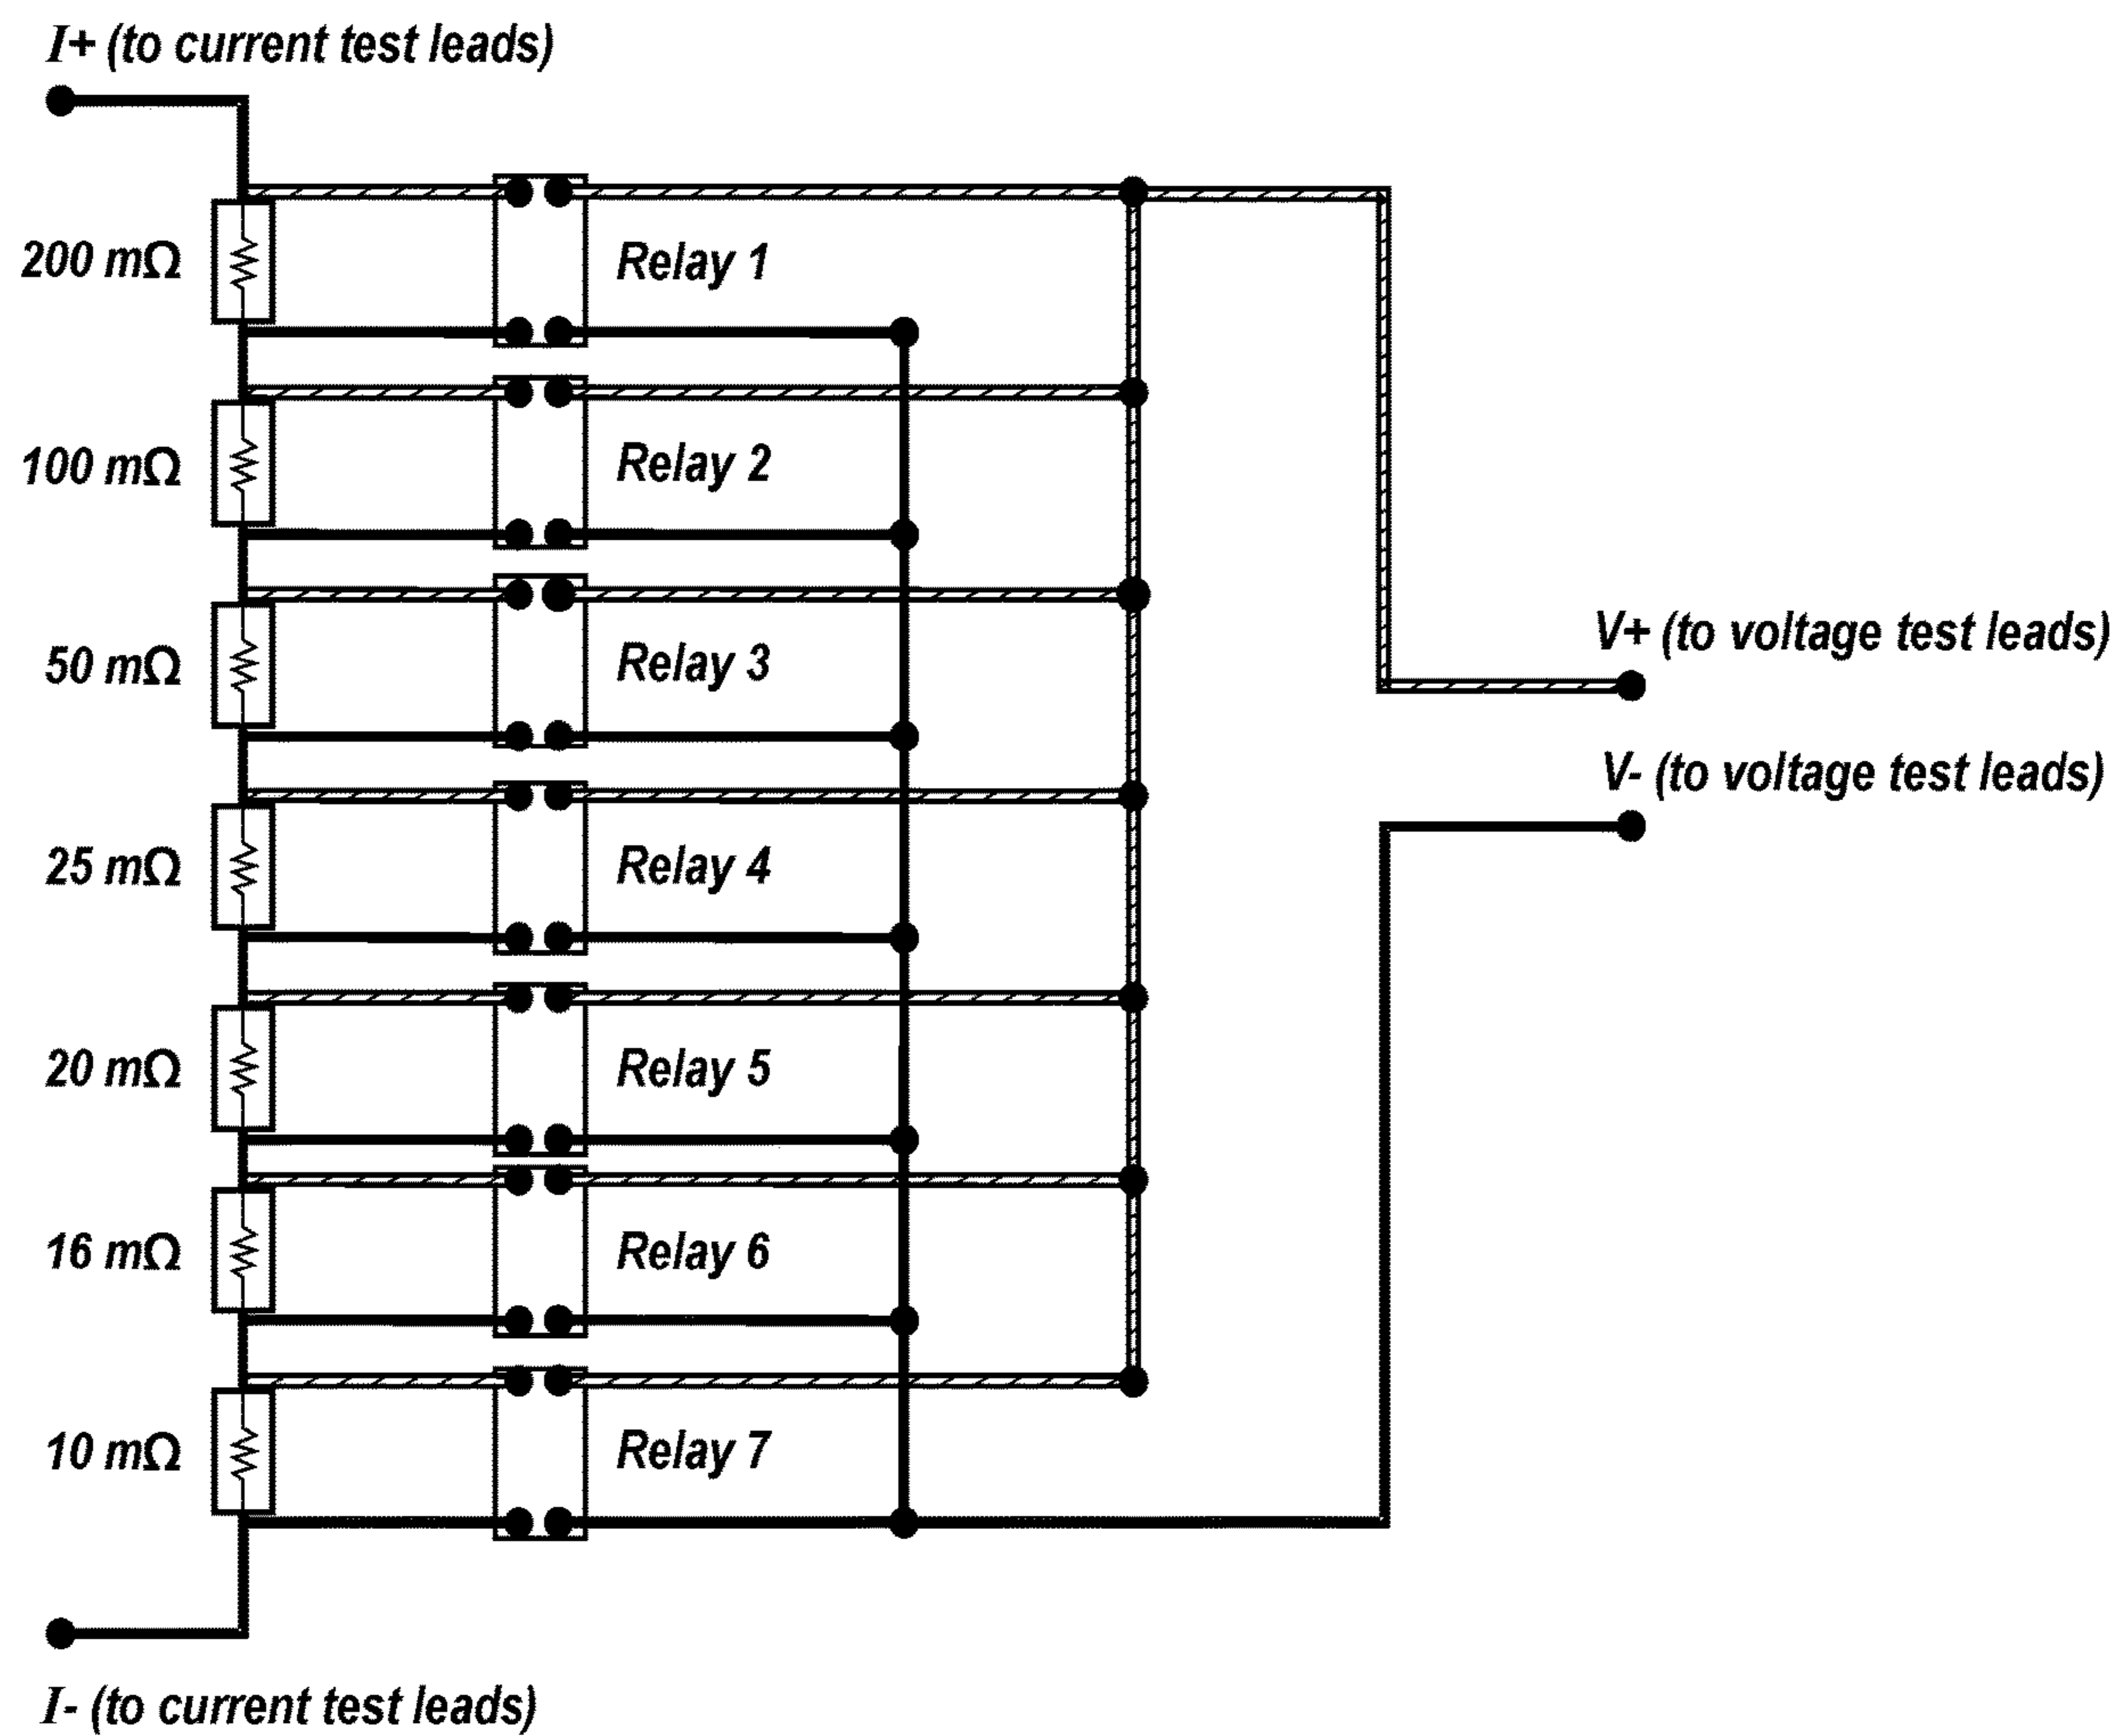 I+ (to current test leads)
200 mΩ
Relay 1
100 mΩ
Relay 2
50 mΩ
Relay 3
V+ (to voltage test leads)
V- (to voltage test leads)
25 mΩ
Relay 4
20 mΩ
Relay 5
16 mΩ
Relay 6
10 mΩ
Relay 7
I- (to current test leads)